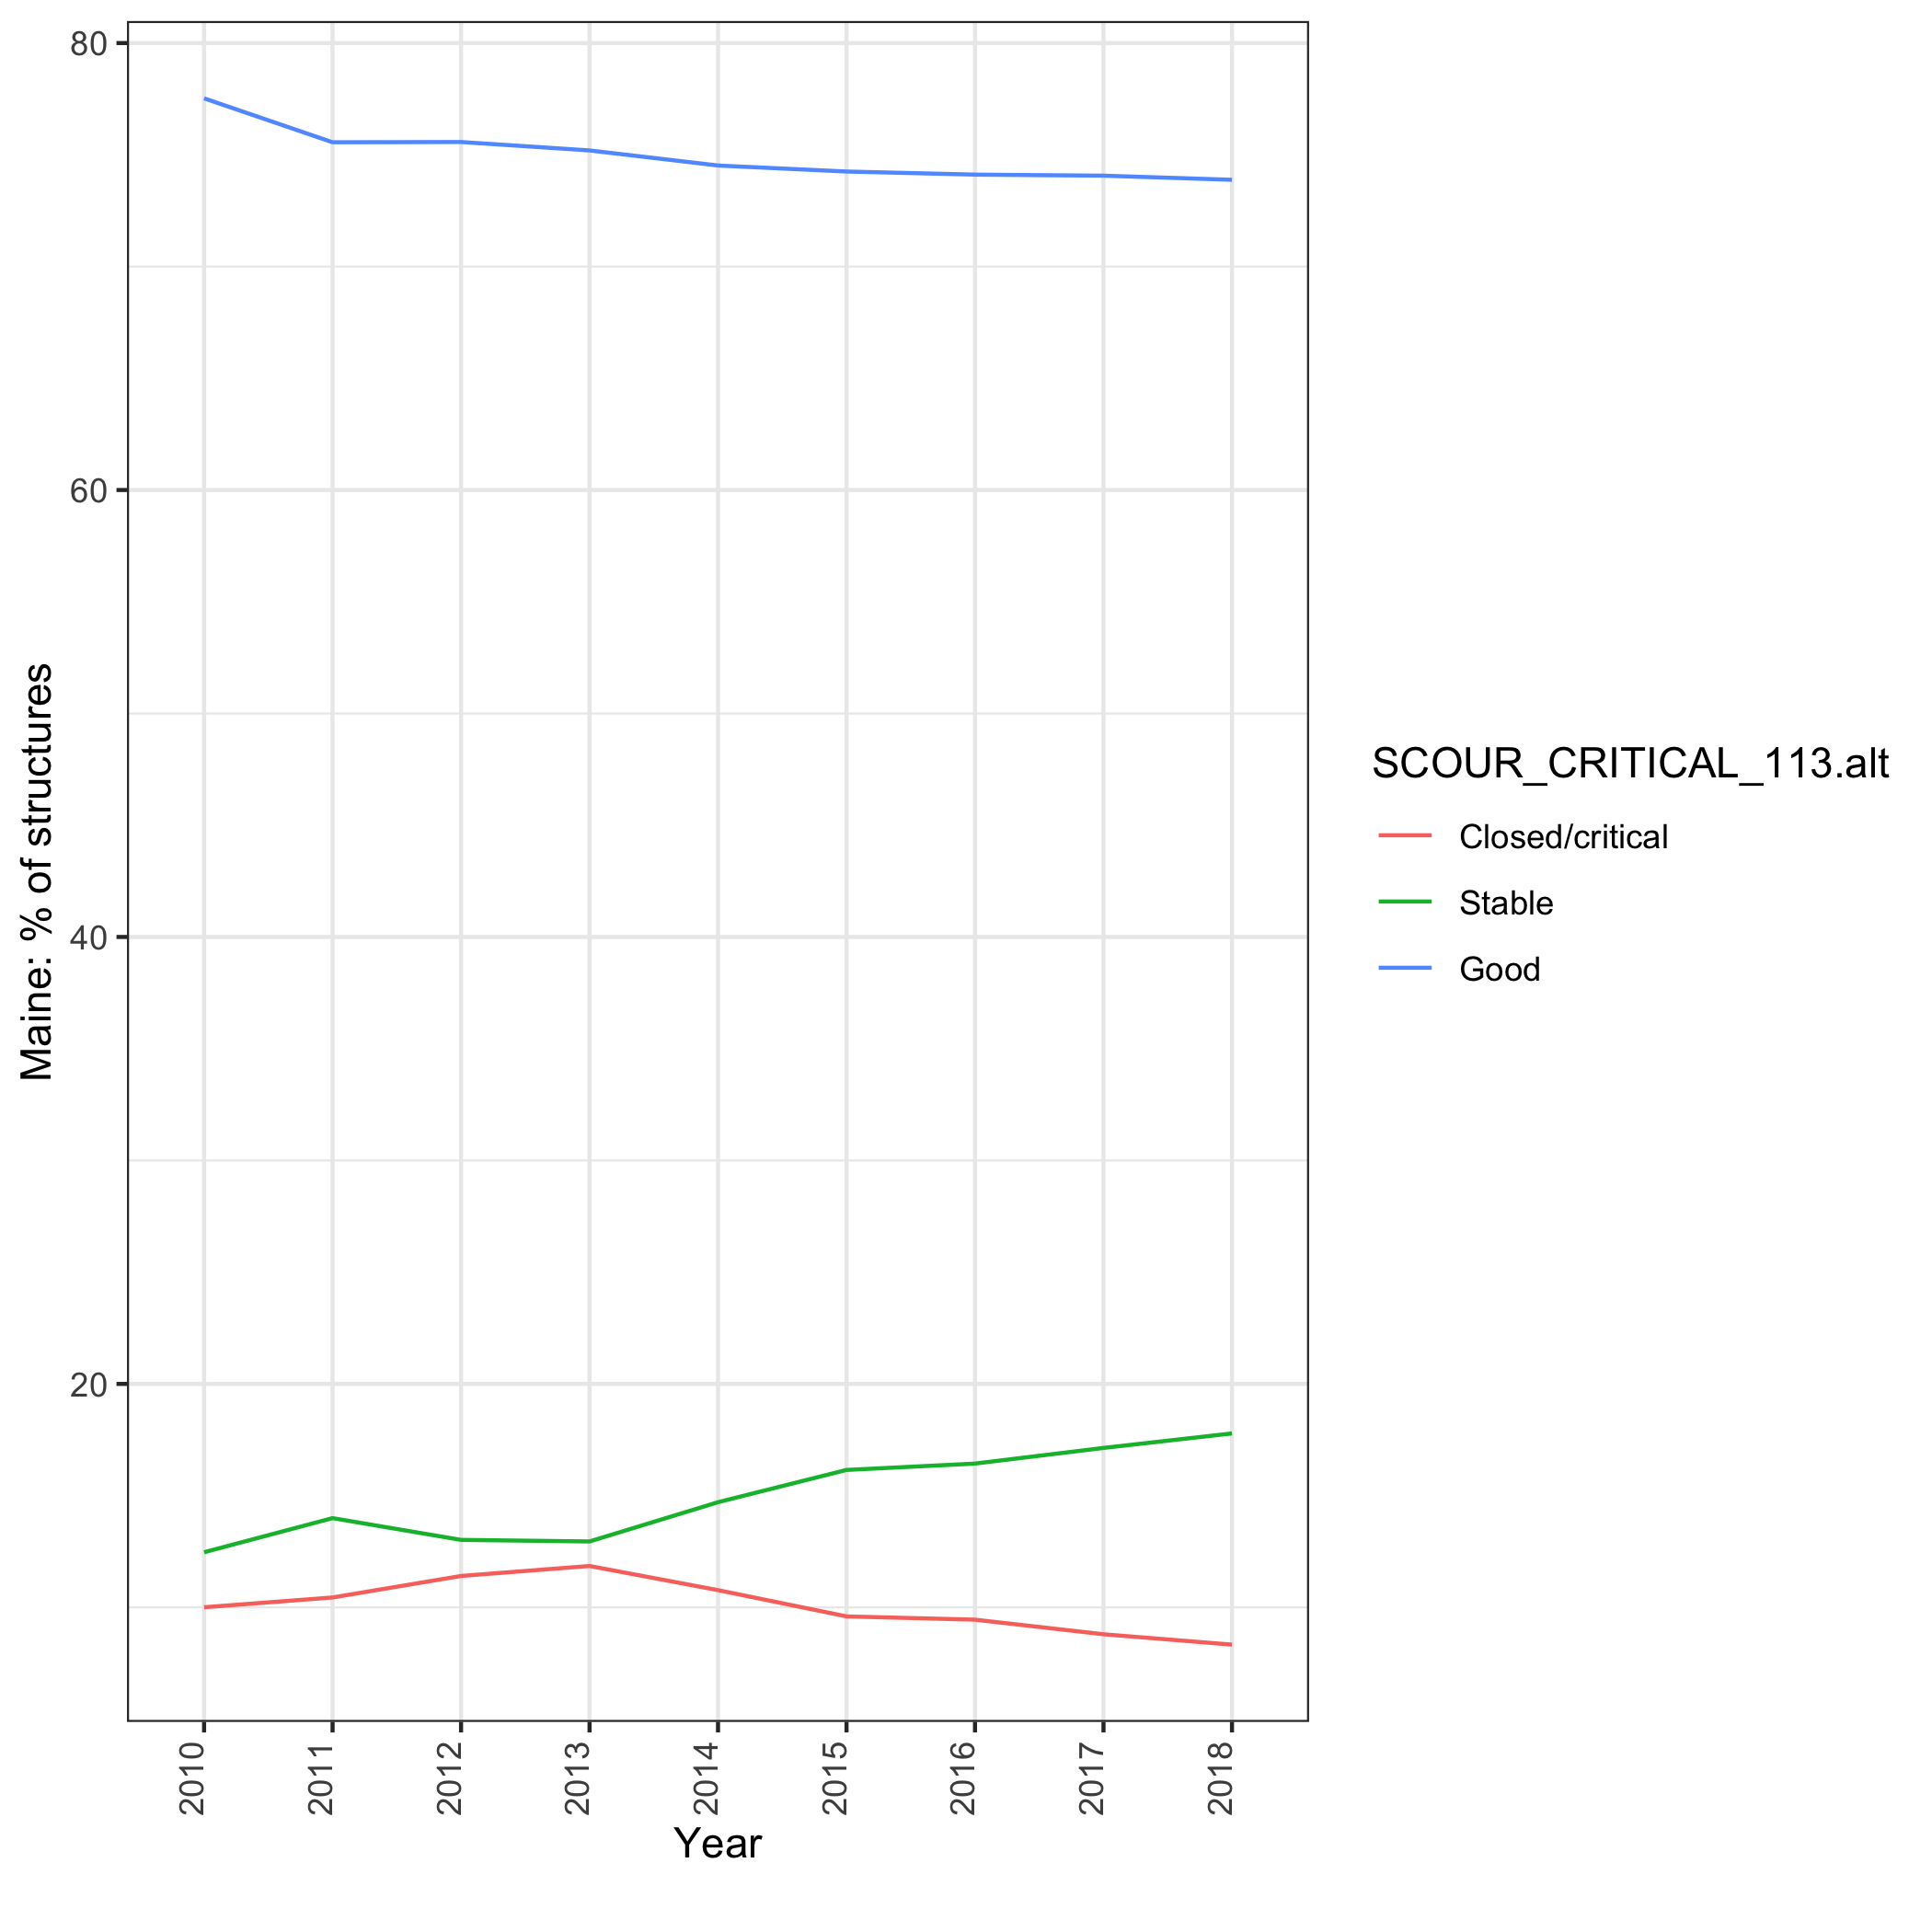 80
60
40
20
Maine: % of structures
2010
2011
2012
2013
2014
2015
2016
2017
2018
Year
SCOUR_CRITICAL_113.alt
Closed/critical
Stable
Good